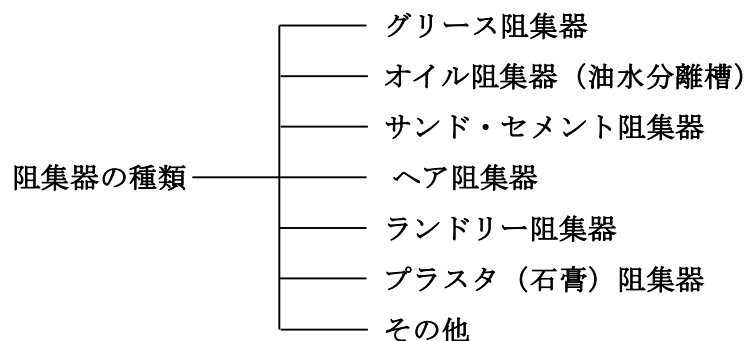 阻集器の種類
グリース阻集器
オイル阻集器（油水分離槽）
サンド・セメント阻集器
ヘア阻集器
ランドリー阻集器
プラスタ（石膏）阻集器
その他